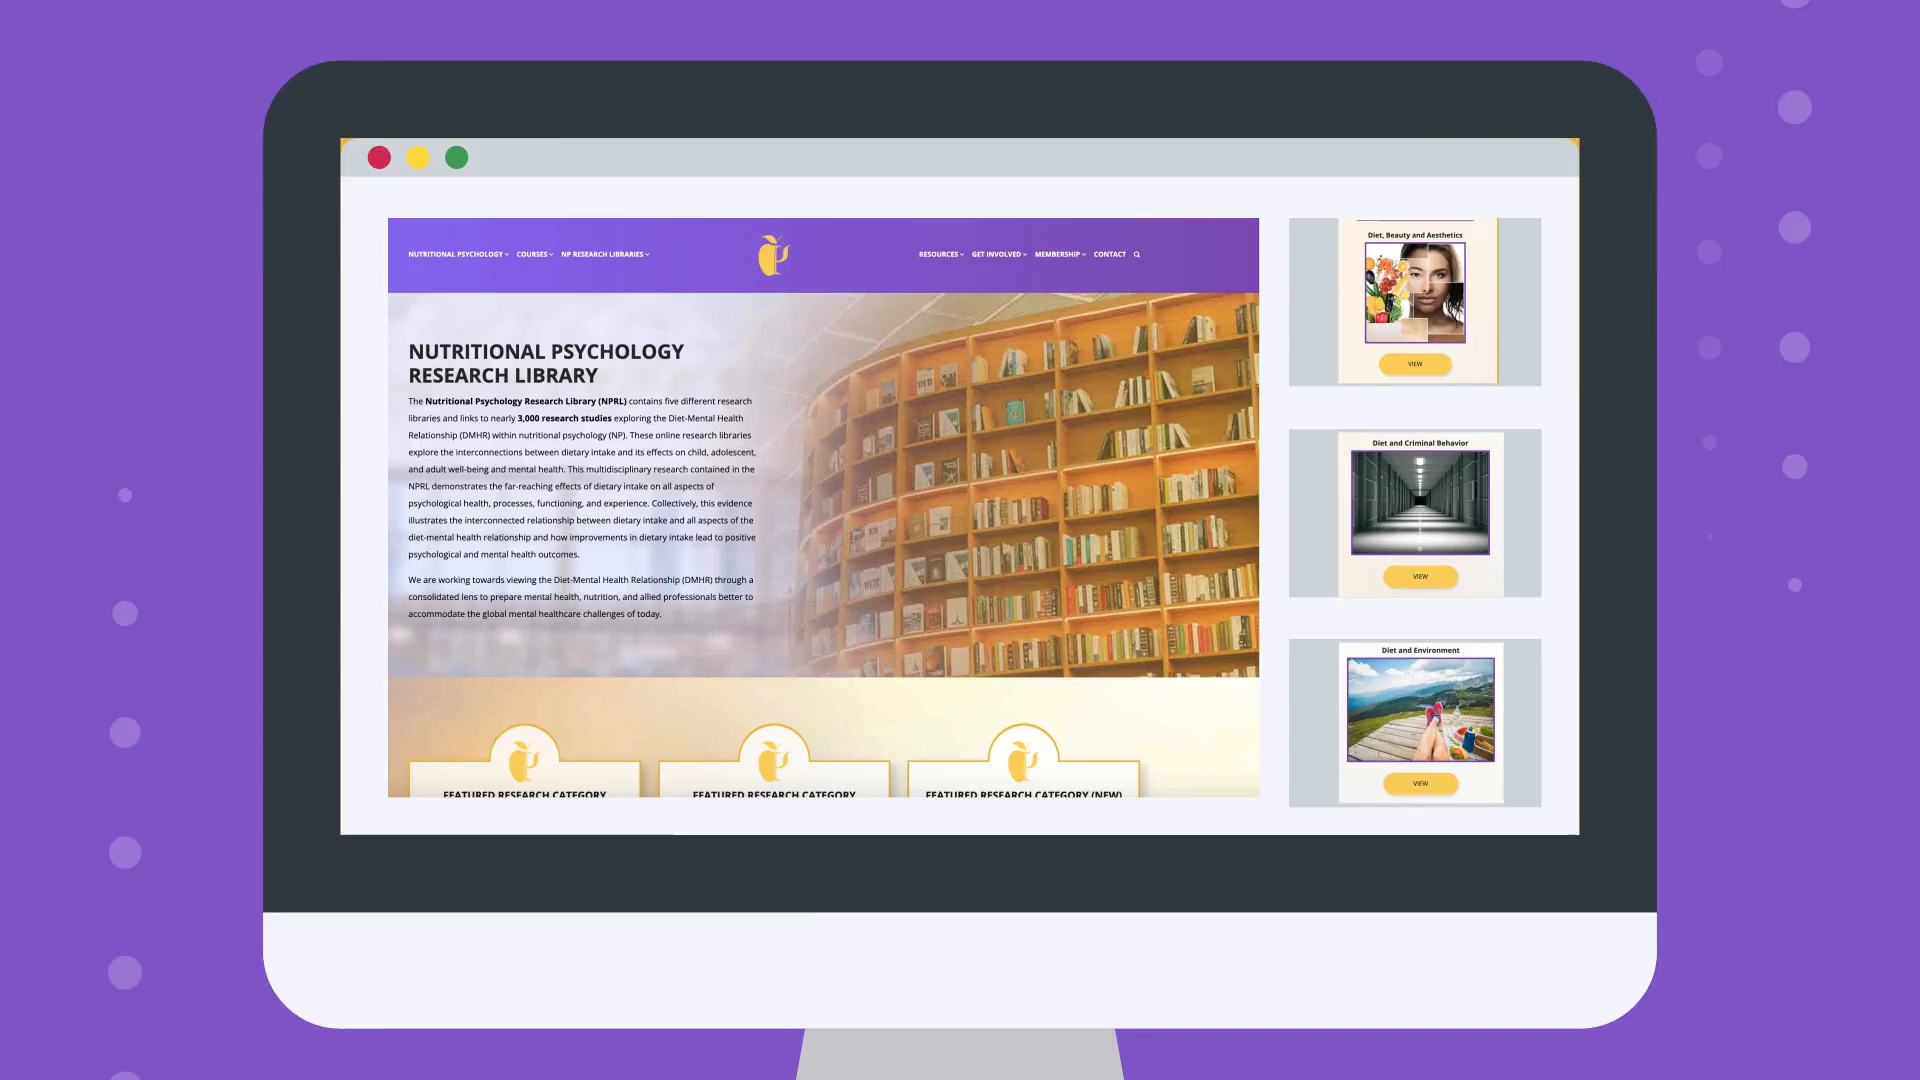 NUTRITIONAL PSYCHOLOGY COURSES NP RESEARCH LIBRARIES RESOURCES GET INVOLVED MEMBERSHIP CONTACT
NUTRITIONAL PSYCHOLOGY
RESEARCH LIBRARY
The Nutritional Psychology Research Library (NPRL) contains five different research
libraries and links to nearly 3,000 research studies exploring the Diet-Mental Health
Relationship (DMHR) within nutritional psychology (NP). These online research libraries
explore the interconnections between dietary intake and its effects on child, adolescent,
and adult well-being and mental health. This multidisciplinary research contained in the
NPRL demonstrates the far-reaching effects of dietary intake on all aspects of
psychological health, processes, functioning, and experience. Collectively, this evidence
illustrates the interconnected relationship between dietary intake and all aspects of the
diet-mental health relationship and how improvements in dietary intake lead to positive
psychological and mental health outcomes.
We are working towards viewing the Diet-Mental Health Relationship (DMHR) through a
consolidated lens to prepare mental health, nutrition, and allied professionals better to
accommodate the global mental healthcare challenges of today.
FEATURED RESEARCH CATEGORY
FEATURED RESEARCH CATEGORY
FEATURED RESEARCH CATEGORY (NEW)
Diet, Beauty and Aesthetics
VIEW
Diet and Criminal Behavior
VIEW
Diet and Environment
VIEW